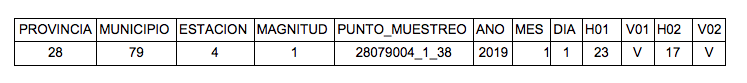 PROVINCIA MUNICIPIO ESTACION MAGNITUD PUNTO_MUESTREO ANO MES DIA H01 V01 H02 V02
28 79 4 1 28079004_1_38 2019 1 1 23 V 17 V